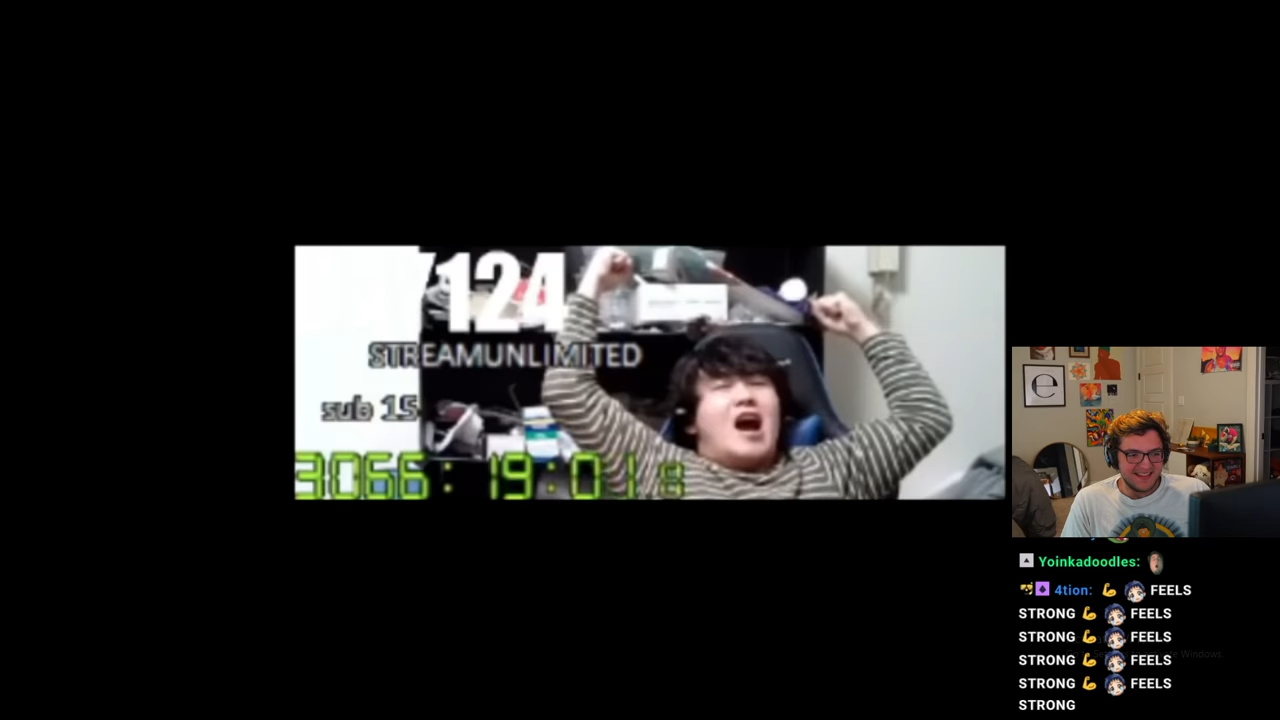 /124
STREAMUNLIMITED
sub 15
3066:19:01.8
e
Yoinkadoodles:
4tion: 💪 FEELS
STRONG 💪 FEELS
STRONG 💪 FEELS
STRONG 💪 FEELS
STRONG 💪 FEELS
STRONG